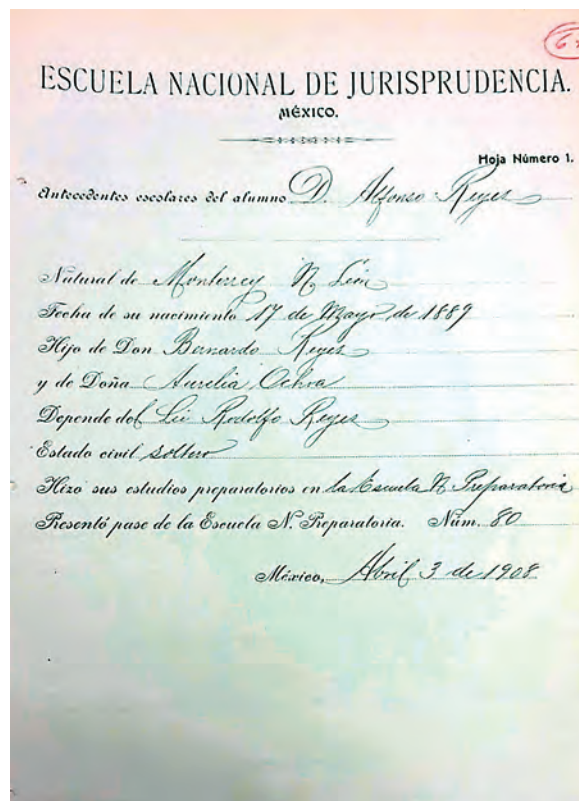 ESCUELA NACIONAL DE JURISPRUDENCIA.
MÉXICO.
Hoja Número 1.
Antecedentes escolares del alumno D. Alfonso Reyes
Natural de Monterrey N. León
Fecha de su nacimiento 17 de Mayo de 1889
Hijo de Don Bernardo Reyes
y de Doña Aurelia Ochoa
Depende del Lic Rodolfo Reyes
Estado civil soltero
Hizo sus estudios preparatorios en la Escuela N. Preparatoria
Presentó pase de la Escuela N. Preparatoria. Núm. 80
México, Abril 3 de 1908